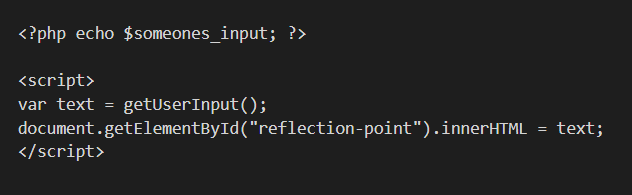 <?php echo $someones_input; ?>
<script>
var text = getUserInput();
document.getElementById("reflection-point").innerHTML = text;
</script>